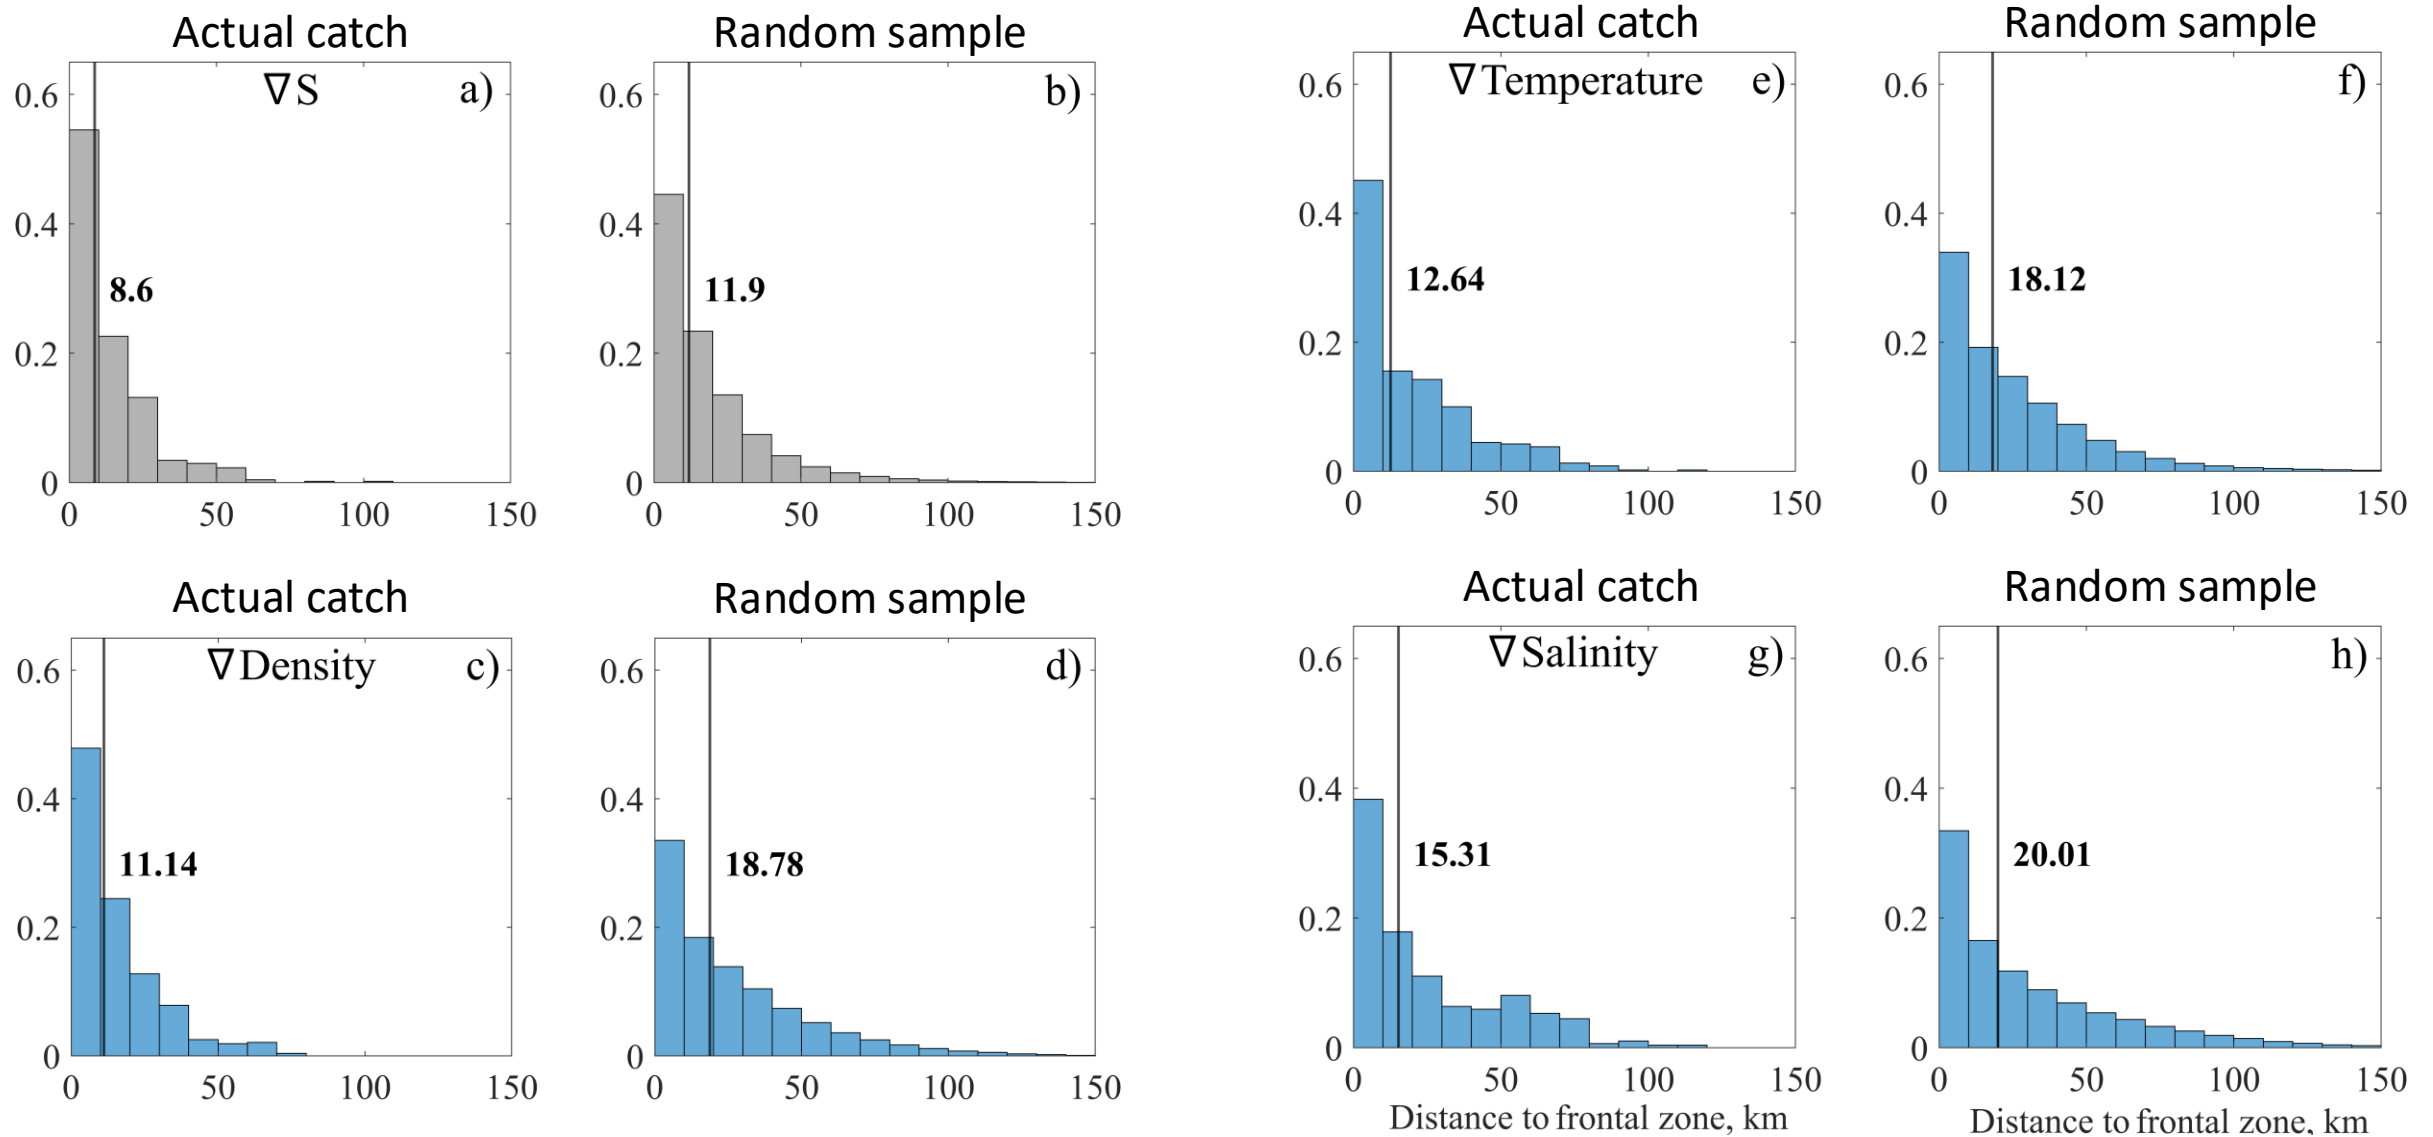 Actual catch
∇S
a)
0.6
0.4
0.2
0
8.6
0 50 100 150
Random sample
b)
0.6
0.4
0.2
0
11.9
0 50 100 150
Actual catch
∇Density
c)
0.6
0.4
0.2
0
11.14
0 50 100 150
Random sample
d)
0.6
0.4
0.2
0
18.78
0 50 100 150
Actual catch
∇Temperature
e)
0.6
0.4
0.2
0
12.64
0 50 100 150
Random sample
f)
0.6
0.4
0.2
0
18.12
0 50 100 150
Actual catch
∇Salinity
g)
0.6
0.4
0.2
0
15.31
0 50 100 150
Distance to frontal zone, km
Random sample
h)
0.6
0.4
0.2
0
20.01
0 50 100 150
Distance to frontal zone, km